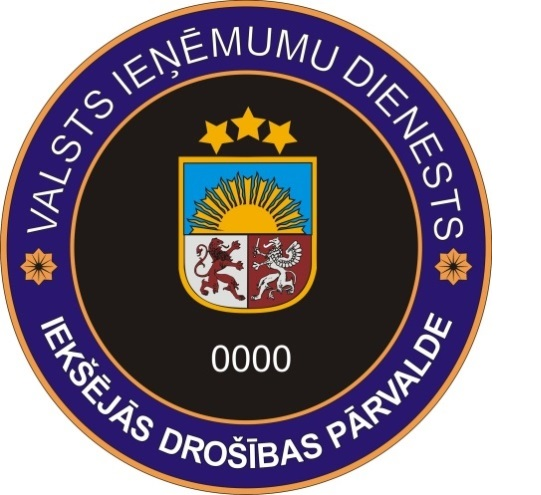 VALSTS IEŅĒMUMU DIENESTS
0000
IEKŠĒJĀS DROŠĪBAS PĀRVALDE